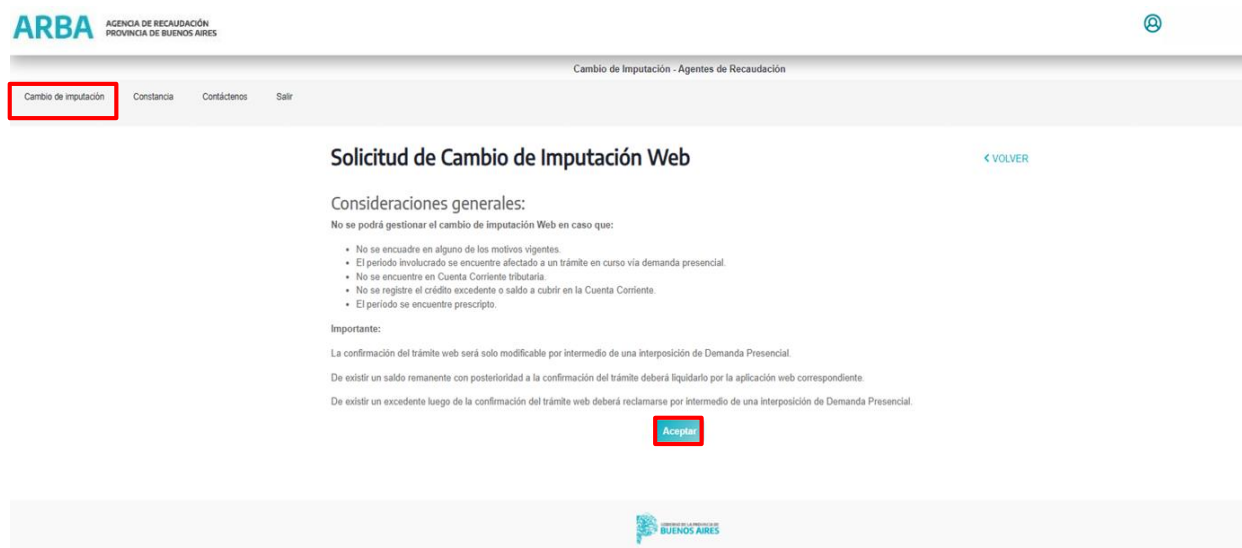 ARBA
AGENCIA DE RECAUDACIÓN
PROVINCIA DE BUENOS AIRES
Cambio de Imputación - Agentes de Recaudación
Cambio de imputación Constancia Contáctenos Salir
Solicitud de Cambio de Imputación Web
VOLVER
Consideraciones generales:
No se podrá gestionar el cambio de imputación Web en caso que:
• No se encuadre en alguno de los motivos vigentes.
• El periodo involucrado se encuentre afectado a un trámite en curso vía demanda presencial.
• No se encuentre en Cuenta Corriente tributaria.
• No se registre el crédito excedente o saldo a cubrir en la Cuenta Corriente.
• El período se encuentre prescripto.
Importante:
La confirmación del trámite web será solo modificable por intermedio de una interposición de Demanda Presencial.
De existir un saldo remanente con posterioridad a la confirmación del trámite deberá liquidarlo por la aplicación web correspondiente.
De existir un excedente luego de la confirmación del trámite web deberá reclamarse por intermedio de una interposición de Demanda Presencial.
Aceptar
GOBIERNO DE LA PROVINCIA DE
BUENOS AIRES